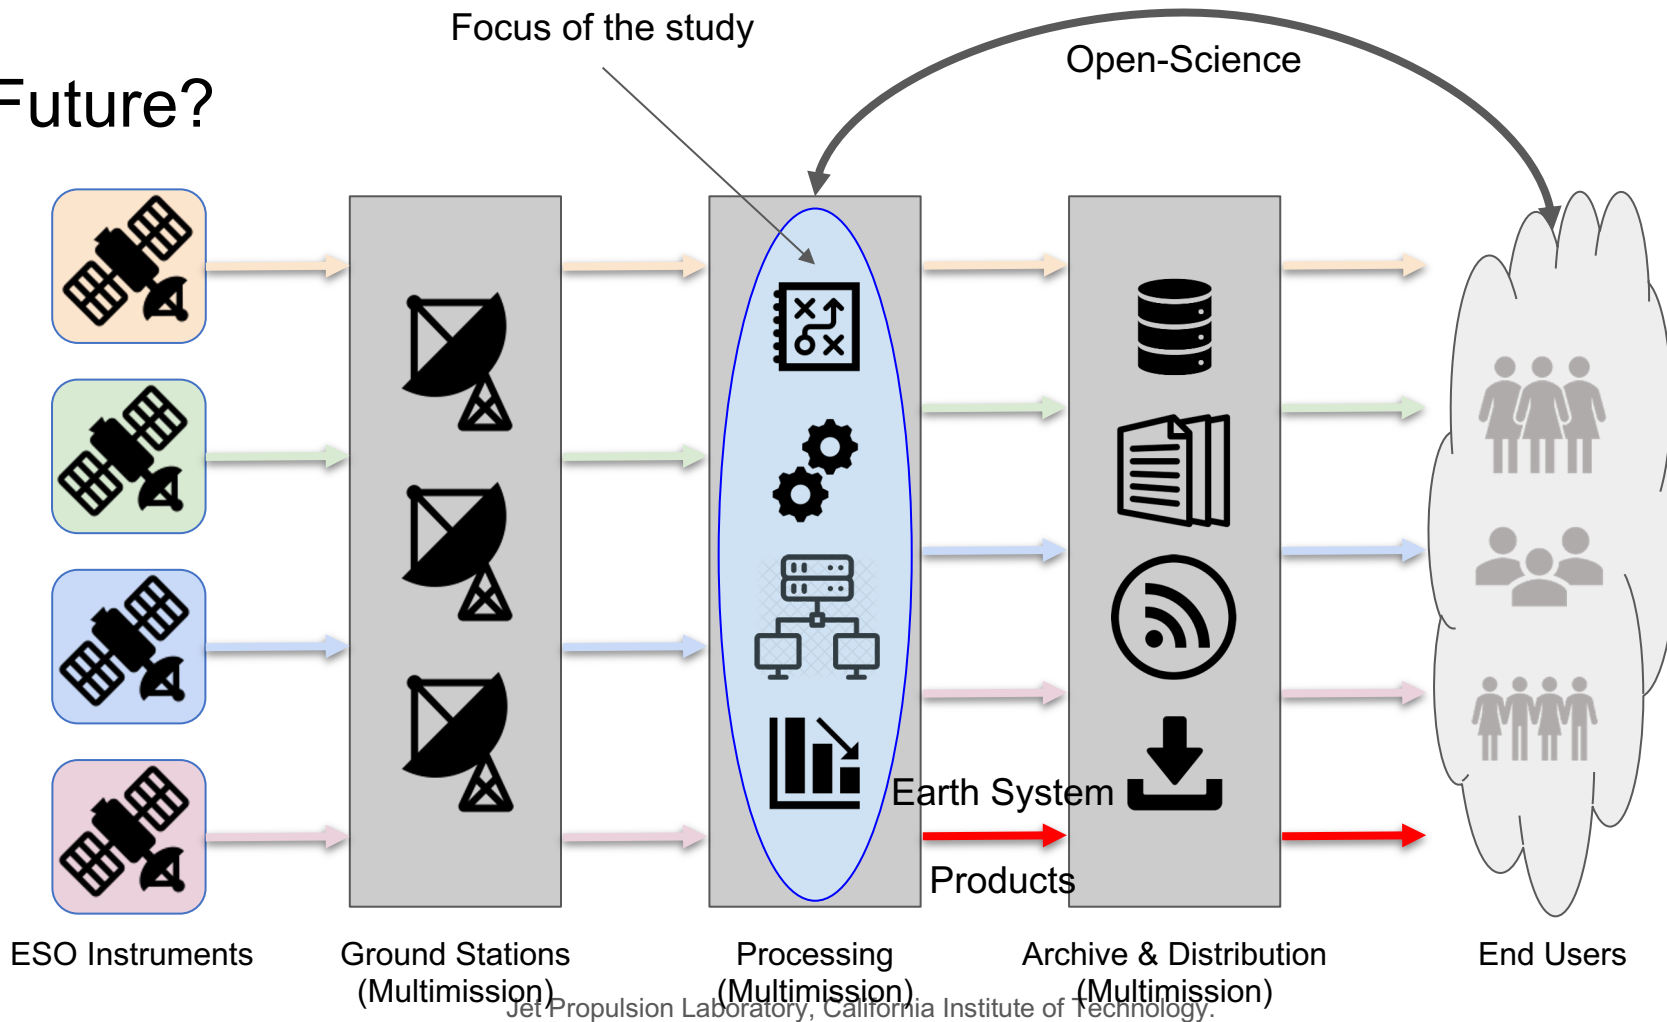 Focus of the study
Open-Science
Future?
Earth System
Products
ESO Instruments
Ground Stations
(Multimission)
Processing
(Multimission)
Archive & Distribution
(Multimission)
End Users
Jet Propulsion Laboratory, California Institute of Technology.